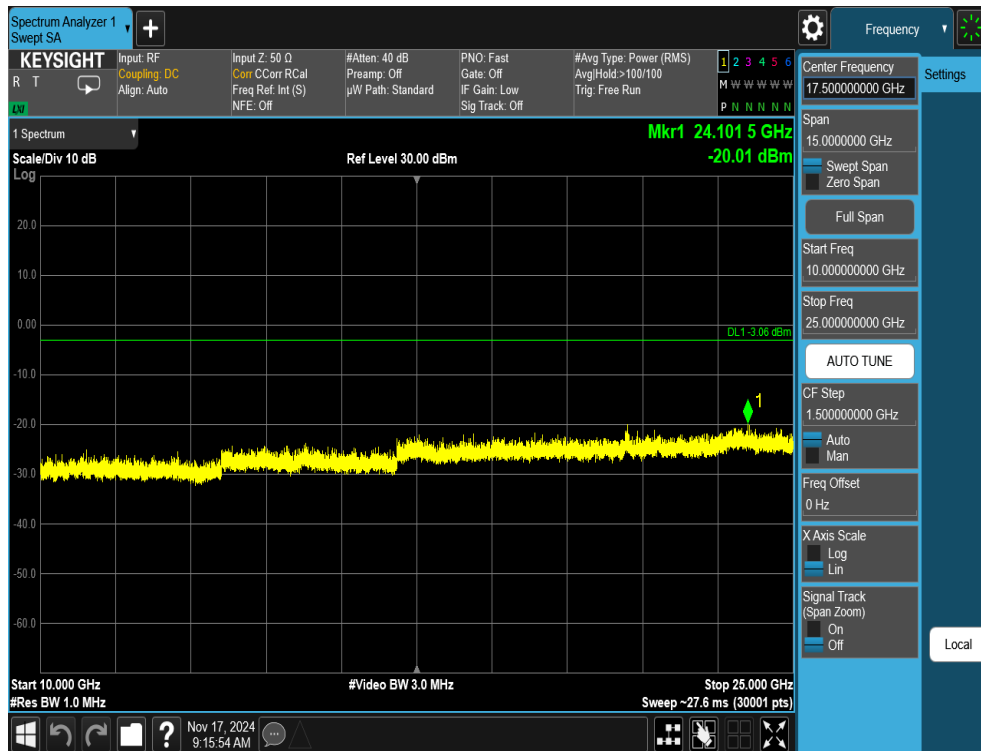 Spectrum Analyzer 1
Swept SA
+
Frequency
KEYSIGHT
R T
LXI
Input: RF
Coupling: DC
Align: Auto
Input Z: 50 Ω
Corr CCorr RCal
Freq Ref: Int (S)
NFE: Off
#Atten: 40 dB
Preamp: Off
µW Path: Standard
PNO: Fast
Gate: Off
IF Gain: Low
Sig Track: Off
#Avg Type: Power (RMS)
Avg|Hold:>100/100
Trig: Free Run
1 2 3 4 5 6
M W W W W W
P N N N N N
1 Spectrum
Scale/Div 10 dB
Log
Ref Level 30.00 dBm
Mkr1 24.101 5 GHz
-20.01 dBm
20.0
10.0
0.00
DL1 -3.06 dBm
-10.0
1
-20.0
-30.0
-40.0
-50.0
-60.0
Start 10.000 GHz
#Res BW 1.0 MHz
#Video BW 3.0 MHz
Stop 25.000 GHz
Sweep ~27.6 ms (30001 pts)
Center Frequency
17.500000000 GHz
Settings
Span
15.0000000 GHz
Swept Span
Zero Span
Full Span
Start Freq
10.000000000 GHz
Stop Freq
25.000000000 GHz
AUTO TUNE
CF Step
1.500000000 GHz
Auto
Man
Freq Offset
0 Hz
X Axis Scale
Log
Lin
Signal Track
(Span Zoom)
On
Off
Local
?
Nov 17, 2024
9:15:54 AM